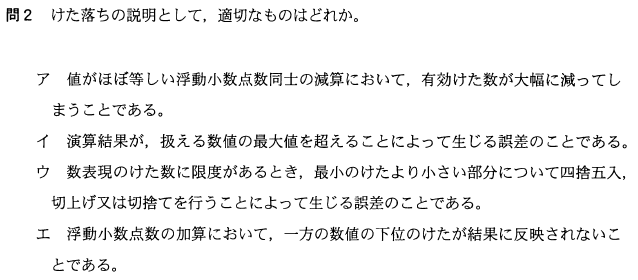 問2 けた落ちの説明として，適切なものはどれか。
ア 値がほぼ等しい浮動小数点数同士の減算において，有効けた数が大幅に減ってし
まうことである。
イ 演算結果が，扱える数値の最大値を超えることによって生じる誤差のことである。
ウ 数表現のけた数に限度があるとき，最小のけたより小さい部分について四捨五入，
切上げ又は切捨てを行うことによって生じる誤差のことである。
エ 浮動小数点数の加算において，一方の数値の下位のけたが結果に反映されないこ
とである。